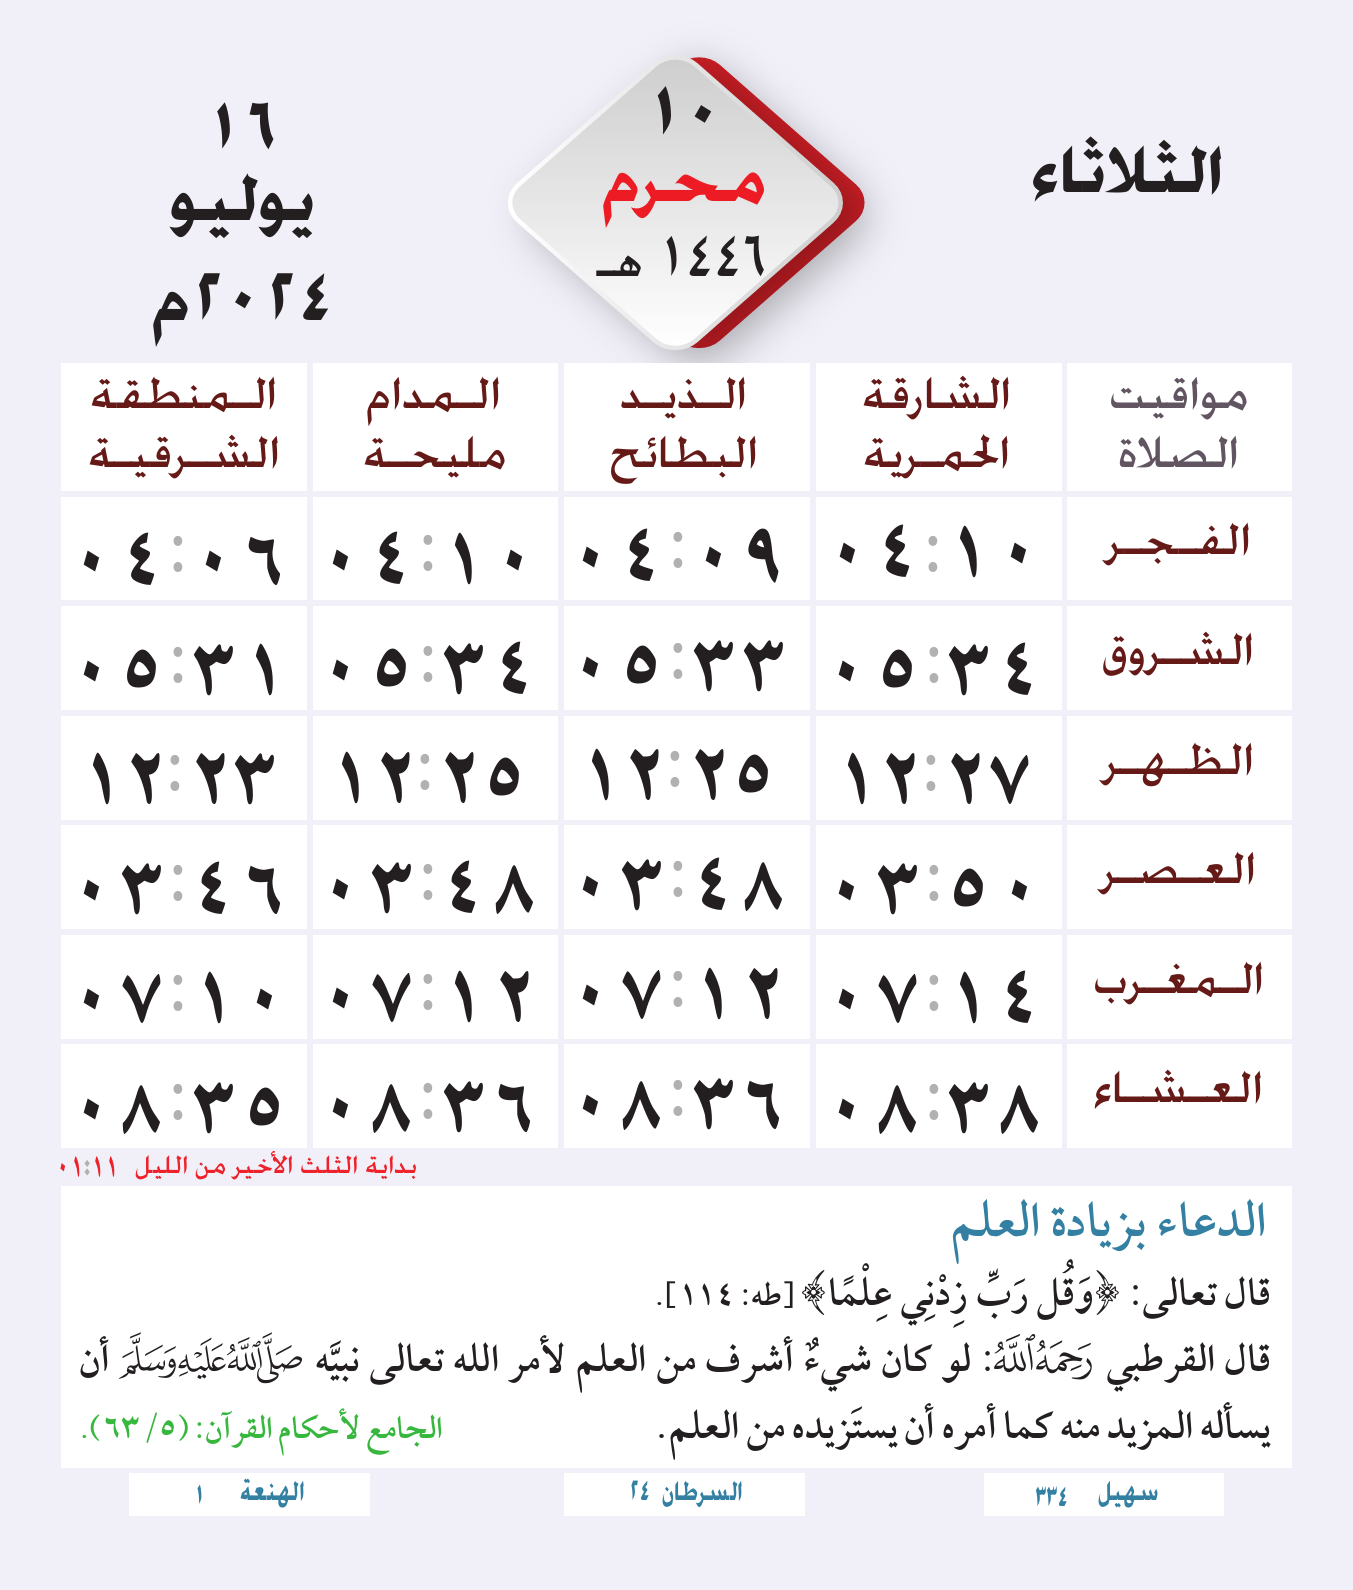 الثلاثاء
١٠
محرم
١٤٤٦ هـ
١٦
يوليو
٢٠٢٤م
مواقيت الصلاة	الشارقة الحمرية	الذيد البطائح	المدام مليحة	المنطقة الشرقية
الفجر	٠٤:١٠	٠٤:٠٩	٠٤:١٠	٠٤:٠٦
الشروق	٠٥:٣٤	٠٥:٣٣	٠٥:٣٤	٠٥:٣١
الظهر	١٢:٢٧	١٢:٢٥	١٢:٢٥	١٢:٢٣
العصر	٠٣:٥٠	٠٣:٤٨	٠٣:٤٨	٠٣:٤٦
المغرب	٠٧:١٤	٠٧:١٢	٠٧:١٢	٠٧:١٠
العشاء	٠٨:٣٨	٠٨:٣٦	٠٨:٣٦	٠٨:٣٥
بداية الثلث الأخير من الليل ٠١:١١
الدعاء بزيادة العلم
قال تعالى: ﴿وَقُل رَبِّ زِدْنِي عِلْمًا﴾ [طه: ١١٤].
قال القرطبي رَحِمَهُ ٱللَّهُ: لو كان شيءٌ أشرف من العلم لأمر الله تعالى نبيَّه صَلَّى ٱللَّهُ عَلَيْهِ وَسَلَّمَ أن
يسأله المزيد منه كما أمره أن يستَزيده من العلم.	الجامع لأحكام القرآن: (٥/ ٦٣).
سهيل ٣٣٤	السرطان ٢٤	الهنعة ١